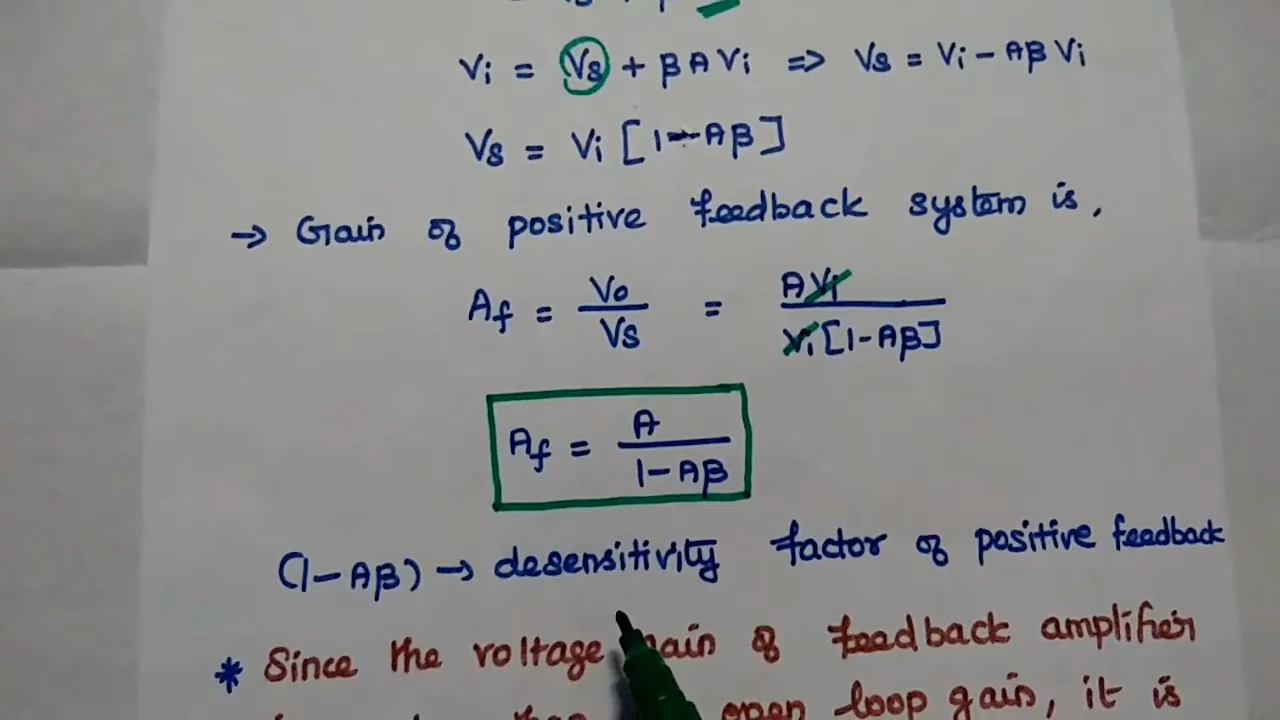 Vi = Vs + βAVi => Vs = Vi - AβVi
Vs = Vi [1-Aβ]
→ Gain of positive feedback system is,
Af = Vo/Vs = AVi/Vi[1-Aβ]
Af = A/1-Aβ
(1-Aβ) → desensitivity factor of positive feedback
* Since the voltage gain of feedback amplifier
open loop gain, it is